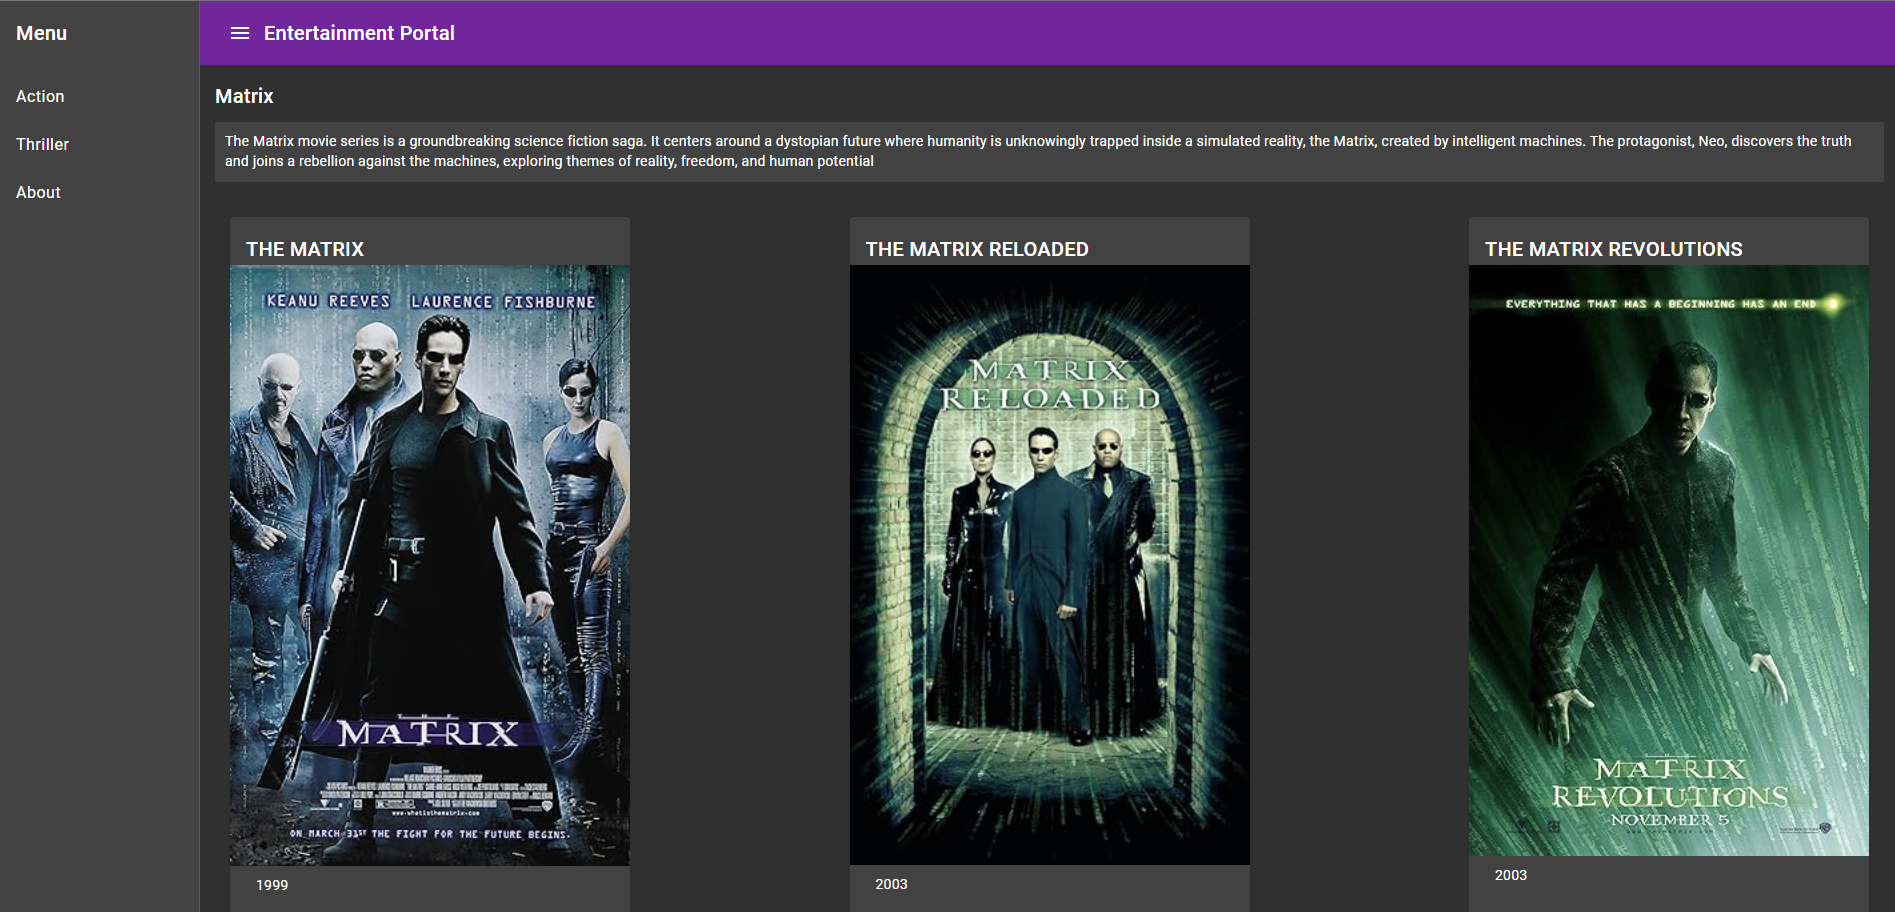 Menu
Entertainment Portal
Action
Thriller
About
Matrix
The Matrix movie series is a groundbreaking science fiction saga. It centers around a dystopian future where humanity is unknowingly trapped inside a simulated reality, the Matrix, created by intelligent machines. The protagonist, Neo, discovers the truth
and joins a rebellion against the machines, exploring themes of reality, freedom, and human potential
THE MATRIX
KEANU REEVES LAURENCE FISHBURNE
THE
MATRIX
www.whatisthematrix.com
ON MARCH 31ST THE FIGHT FOR THE FUTURE BEGINS.
1999
THE MATRIX RELOADED
MATRIX
RELOADED
2003
THE MATRIX REVOLUTIONS
EVERYTHING THAT HAS A BEGINNING HAS AN END
THE
MATRIX
REVOLUTIONS
NOVEMBER 5
2003